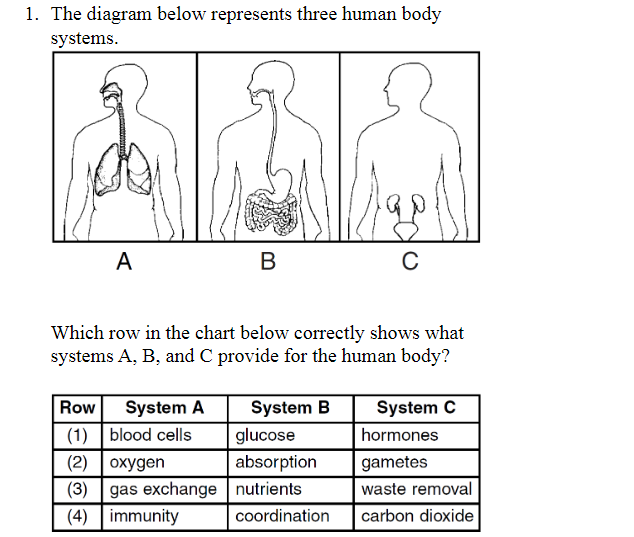 1. The diagram below represents three human body
systems.
A B C
Which row in the chart below correctly shows what
systems A, B, and C provide for the human body?
Row System A System B System C
(1) blood cells glucose hormones
(2) oxygen absorption gametes
(3) gas exchange nutrients waste removal
(4) immunity coordination carbon dioxide